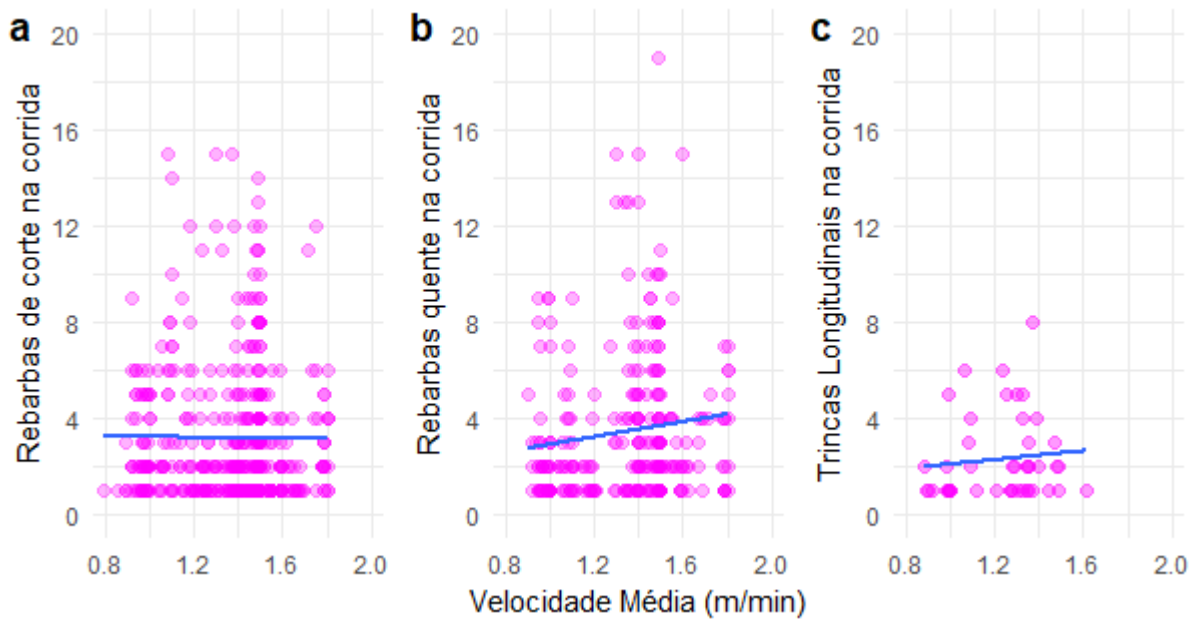 a
Rebarbas de corte na corrida
20
16
12
8
4
0
0.8 1.2 1.6 2.0
b
Rebarbas quente na corrida
20
16
12
8
4
0
0.8 1.2 1.6 2.0
c
Trincas Longitudinais na corrida
20
16
12
8
4
0
0.8 1.2 1.6 2.0
Velocidade Média (m/min)